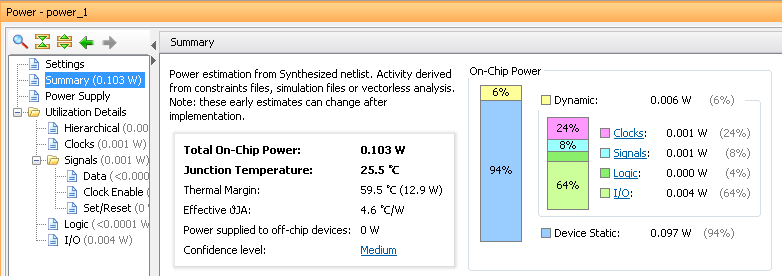 Power - power_1
Settings
Summary (0.103 W)
Power Supply
Utilization Details
Hierarchical (0.006
Clocks (0.001 W)
Signals (0.001 W)
Data (<0.000
Clock Enable (
Set/Reset (0
Logic (<0.0001 W
I/O (0.004 W)
Summary
Power estimation from Synthesized netlist. Activity derived
from constraints files, simulation files or vectorless analysis.
Note: these early estimates can change after
implementation.
Total On-Chip Power: 0.103 W
Junction Temperature: 25.5 °C
Thermal Margin: 59.5 °C (12.9 W)
Effective ϑJA: 4.6 °C/W
Power supplied to off-chip devices: 0 W
Confidence level: Medium
On-Chip Power
6%
94%
Dynamic: 0.006 W (6%)
24%
8%
64%
Clocks: 0.001 W (24%)
Signals: 0.001 W (8%)
Logic: 0.000 W (4%)
I/O: 0.004 W (64%)
Device Static: 0.097 W (94%)